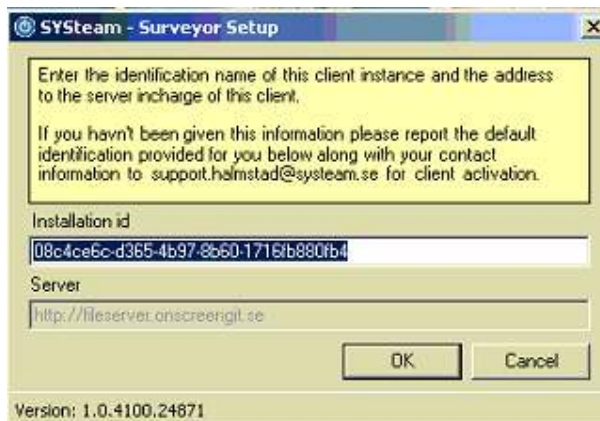 SYSteam - Surveyor Setup
Enter the identification name of this client instance and the address
to the server incharge of this client.
If you havn't been given this information please report the default
identification provided for you below along with your contact
information to support.halmstad@systeam.se for client activation.
Installation id
08c4ce6c-d365-4b97-8b60-1716fb880fb4
Server
http://fileserver.onscreengit.se
OK
Cancel
Version: 1.0.4100.24871